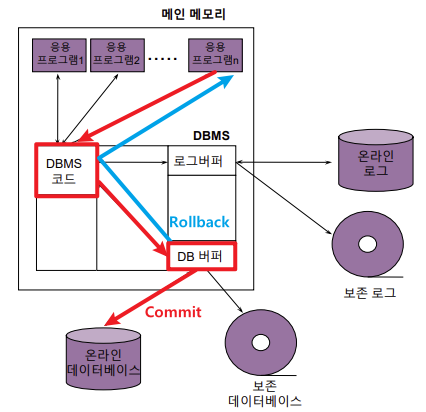 메인 메모리
응용
프로그램1
응용
프로그램2
.....
응용
프로그램n
DBMS
DBMS
코드
로그버퍼
온라인
로그
Rollback
DB 버퍼
보존 로그
Commit
온라인
데이터베이스
보존
데이터베이스